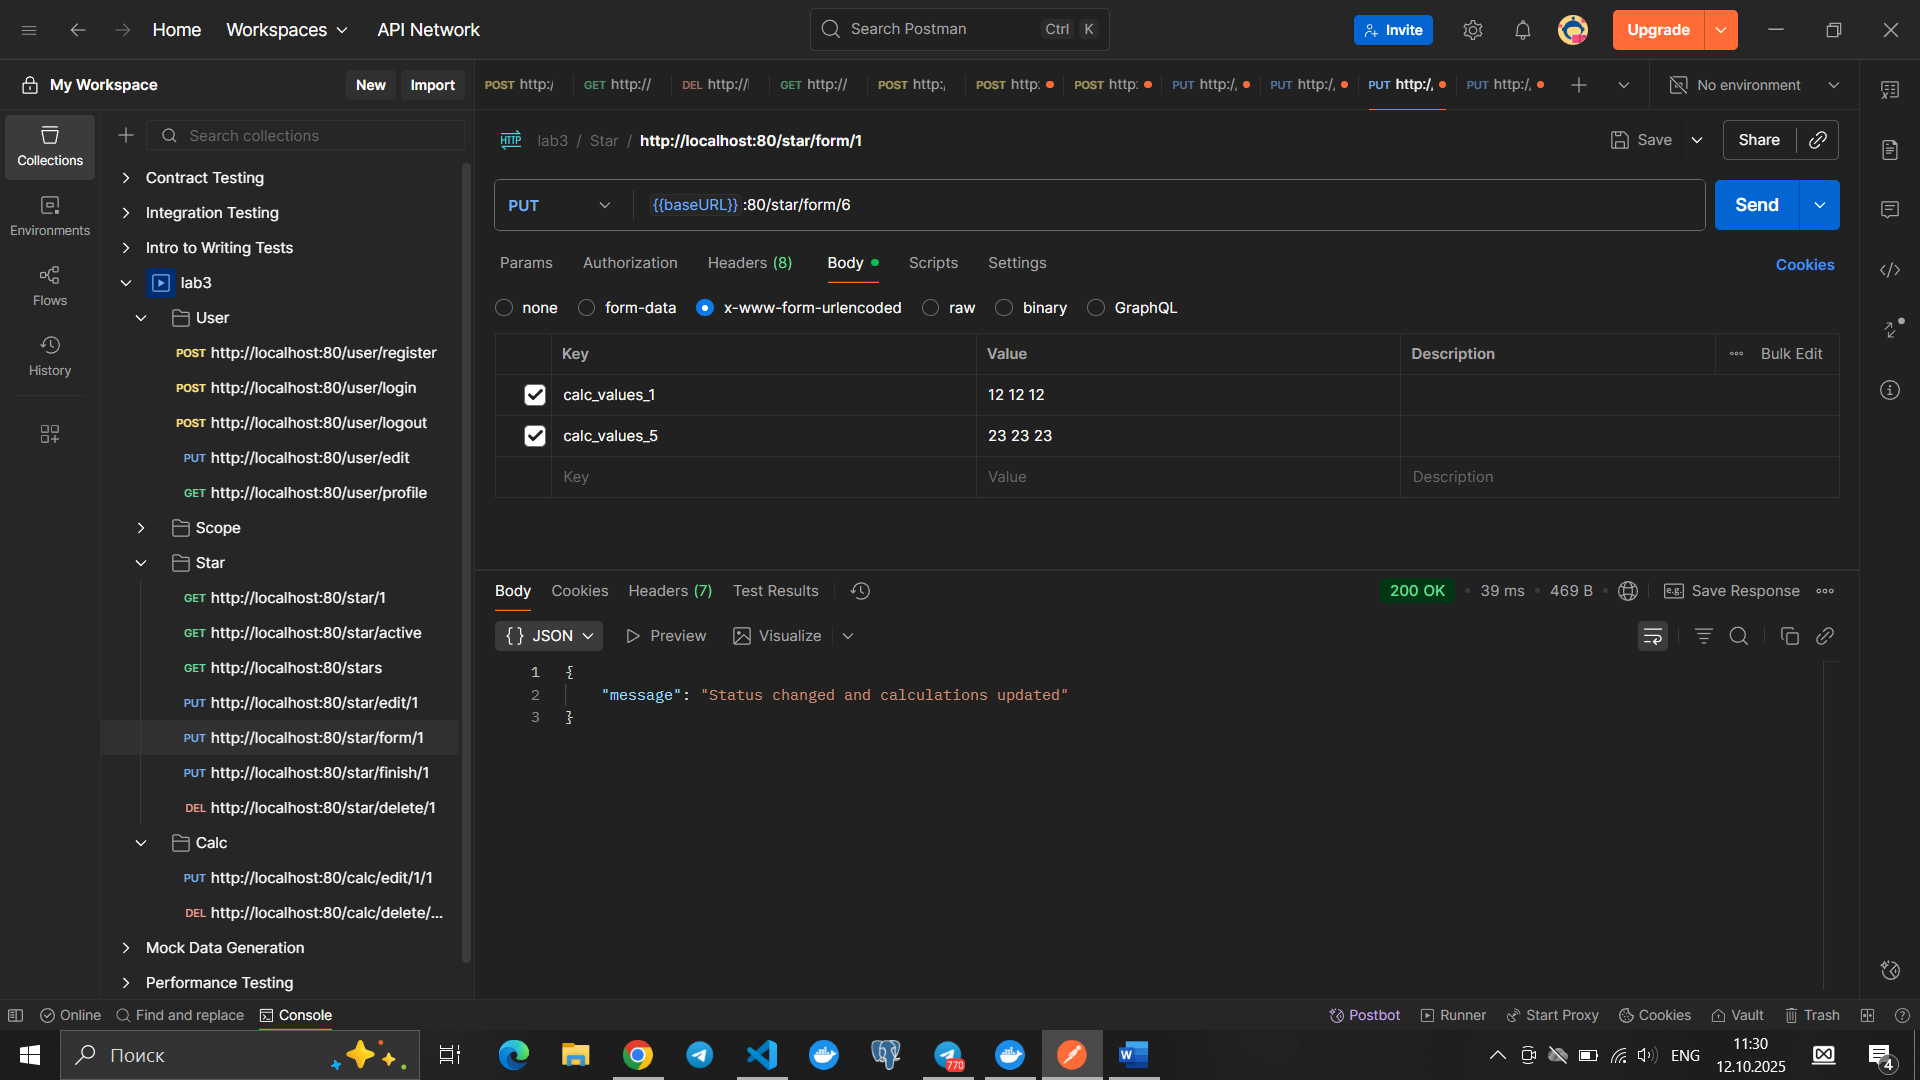 Home
Workspaces
API Network
Search Postman
Ctrl
K
Invite
Upgrade
My Workspace
New
Import
POST http:/
GET http://
DEL http://
GET http://
POST http:
POST http:
POST http:
PUT http:/
PUT http:/
PUT http:/
PUT http:/
No environment
Collections
Environments
Flows
History
Search collections
Contract Testing
Integration Testing
Intro to Writing Tests
lab3
User
POST http://localhost:80/user/register
POST http://localhost:80/user/login
POST http://localhost:80/user/logout
PUT http://localhost:80/user/edit
GET http://localhost:80/user/profile
Scope
Star
GET http://localhost:80/star/1
GET http://localhost:80/star/active
GET http://localhost:80/stars
PUT http://localhost:80/star/edit/1
PUT http://localhost:80/star/form/1
PUT http://localhost:80/star/finish/1
DEL http://localhost:80/star/delete/1
Calc
PUT http://localhost:80/calc/edit/1/1
DEL http://localhost:80/calc/delete/...
Mock Data Generation
Performance Testing
HTTP
lab3 / Star / http://localhost:80/star/form/1
Save
Share
PUT
{{baseURL}} :80/star/form/6
Send
Params
Authorization
Headers (8)
Body
Scripts
Settings
Cookies
none
form-data
x-www-form-urlencoded
raw
binary
GraphQL
Key
Value
Description
Bulk Edit
calc_values_1
12 12 12
calc_values_5
23 23 23
Key
Value
Description
Body
Cookies
Headers (7)
Test Results
200 OK
39 ms
469 B
e.g.
Save Response
{} JSON
Preview
Visualize
1 {
2 "message": "Status changed and calculations updated"
3 }
Online
Find and replace
Console
Postbot
Runner
Start Proxy
Cookies
Vault
Trash
Поиск
770
ENG
11:30
12.10.2025
4